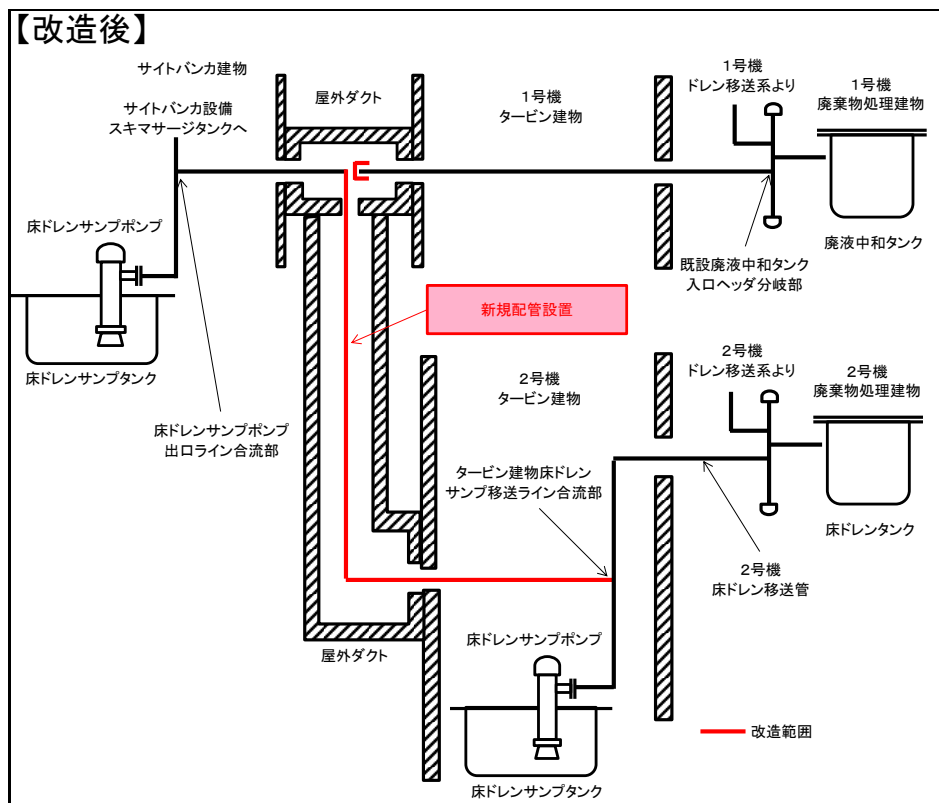 【改造後】
サイトバンカ建物
サイトバンカ設備
スキマサージタンクへ
屋外ダクト
1号機
タービン建物
1号機
ドレン移送系より
1号機
廃棄物処理建物
床ドレンサンプポンプ
床ドレンサンプタンク
廃液中和タンク
既設廃液中和タンク
入口ヘッダ分岐部
新規配管設置
床ドレンサンプポンプ
出口ライン合流部
2号機
タービン建物
2号機
ドレン移送系より
2号機
廃棄物処理建物
タービン建物床ドレン
サンプ移送ライン合流部
床ドレンタンク
2号機
床ドレン移送管
屋外ダクト
床ドレンサンプポンプ
床ドレンサンプタンク
改造範囲